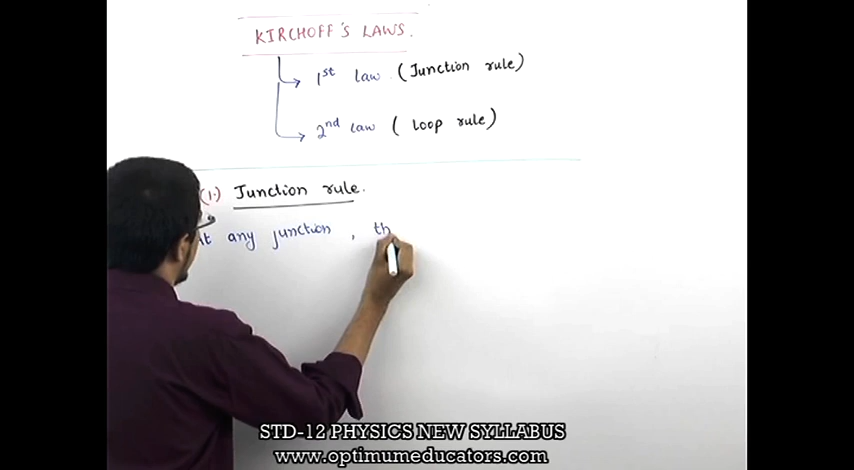 KIRCHOFF'S LAWS.
1st law (Junction rule)
2nd law ( loop rule)
(1.) Junction rule.
At any junction , th
STD-12 PHYSICS NEW SYLLABUS
www.optimumeducators.com